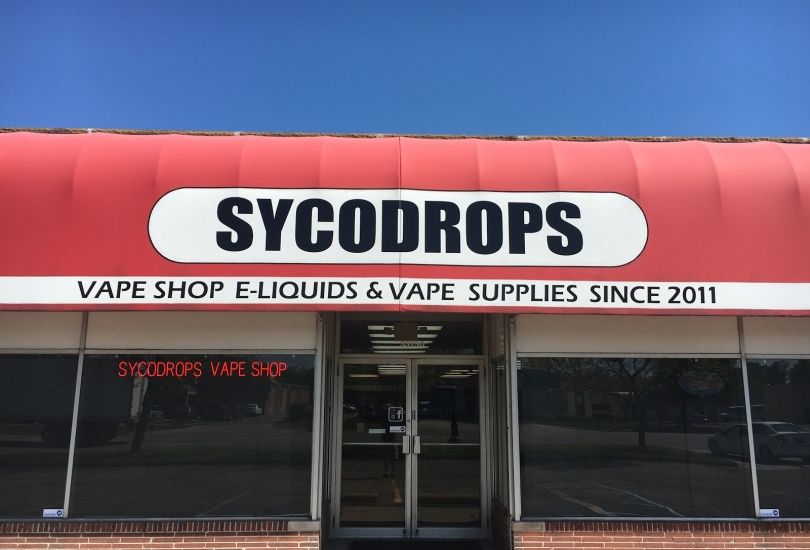 SYCODROPS
VAPE SHOP E-LIQUIDS & VAPE SUPPLIES SINCE 2011
SYCODROPS VAPE SHOP